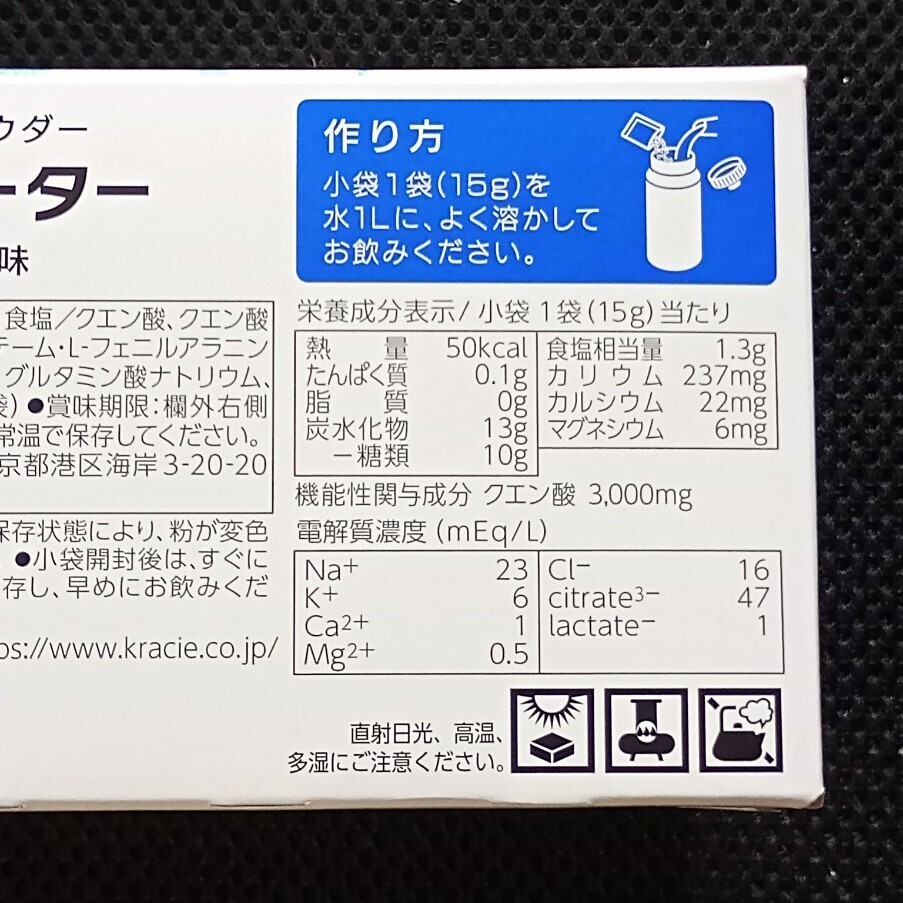 ウダー
ーター
味
作り方
小袋1袋(15g)を
水1Lに、よく溶かして
お飲みください。
食塩/クエン酸、クエン酸
テーム・L-フェニルアラニン
グルタミン酸ナトリウム、
袋) ●賞味期限:欄外右側
常温で保存してください。
京都港区海岸3-20-20
保存状態により、粉が変色
●小袋開封後は、すぐに
存し、早めにお飲みくだ
ps://www.kracie.co.jp/
栄養成分表示/ 小袋1袋(15g)当たり
熱量 50kcal
たんぱく質 0.1g
脂質 0g
炭水化物 13g
－糖類 10g
食塩相当量 1.3g
カリウム 237mg
カルシウム 22mg
マグネシウム 6mg
機能性関与成分 クエン酸 3,000mg
電解質濃度 (mEq/L)
Na+ 23
K+ 6
Ca2+ 1
Mg2+ 0.5
Cl− 16
citrate3− 47
lactate− 1
直射日光、高温、
多湿にご注意ください。